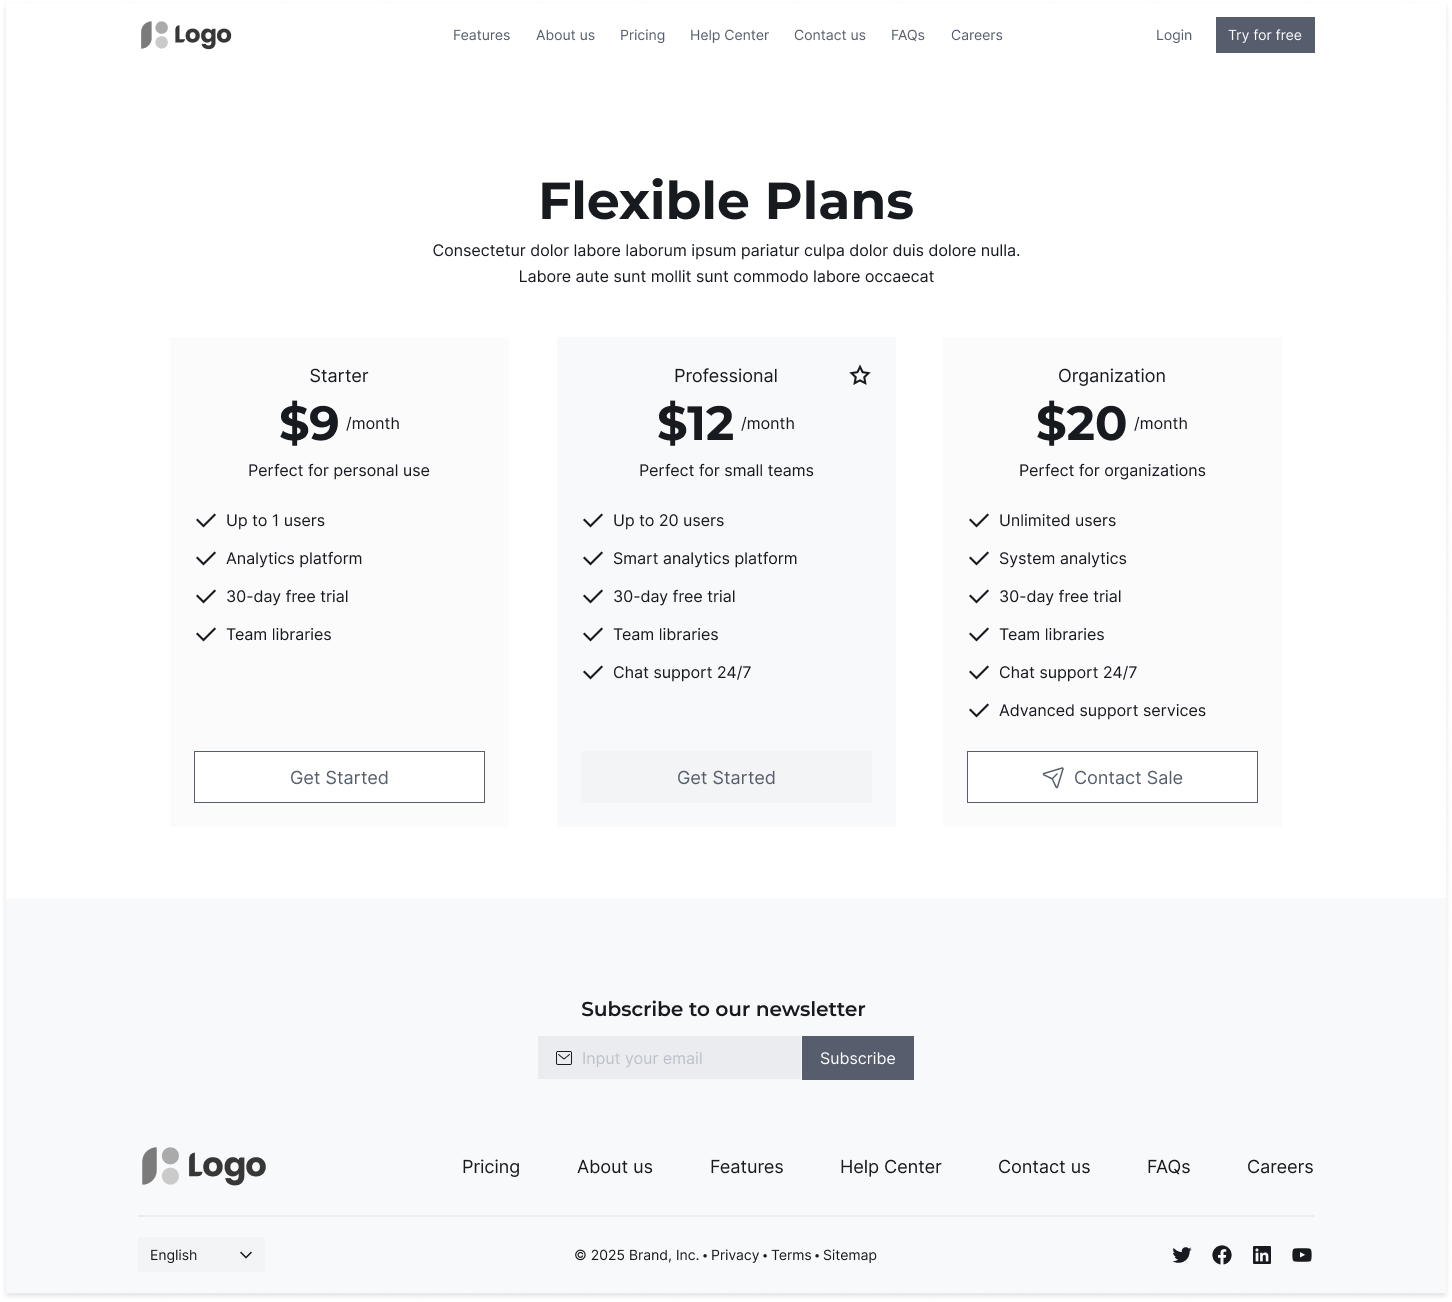 Logo
Features About us Pricing Help Center Contact us FAQs Careers
Login Try for free
Flexible Plans
Consectetur dolor labore laborum ipsum pariatur culpa dolor duis dolore nulla.
Labore aute sunt mollit sunt commodo labore occaecat
Starter
$9 /month
Perfect for personal use
Up to 1 users
Analytics platform
30-day free trial
Team libraries
Get Started
Professional
$12 /month
Perfect for small teams
Up to 20 users
Smart analytics platform
30-day free trial
Team libraries
Chat support 24/7
Get Started
Organization
$20 /month
Perfect for organizations
Unlimited users
System analytics
30-day free trial
Team libraries
Chat support 24/7
Advanced support services
Contact Sale
Subscribe to our newsletter
Input your email Subscribe
Logo
Pricing About us Features Help Center Contact us FAQs Careers
English
© 2025 Brand, Inc. • Privacy • Terms • Sitemap